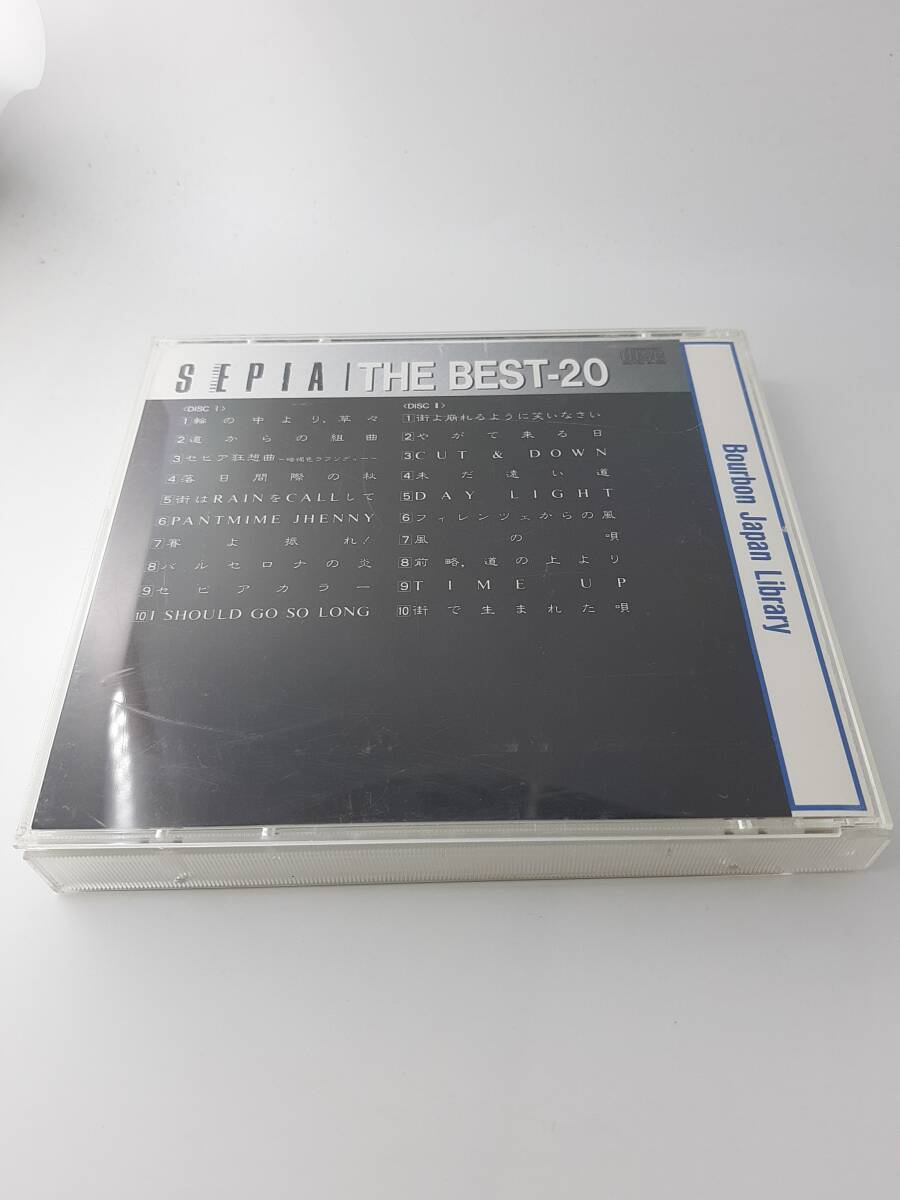 SEPIA | THE BEST-20
〈DISC Ⅰ〉
1 輪の中より、草々
2 道からの組曲
3 セピア狂想曲
4 落日間際の秋
5 街はRAINをCALLして
6 PANTMIME JHENNY
7 賽よ振れ!
8 バルセロナの炎
9 セピアカラー
10 I SHOULD GO SO LONG
〈DISC Ⅱ〉
1 街よ崩れるように笑いなさい
2 やがて来る日
3 CUT & DOWN
4 未だ遠い道
5 DAY LIGHT
6 フィレンツェからの風
7 風の唄
8 前略,道の上より
9 TIME UP
10 街で生まれた唄
Bourbon Japan Library